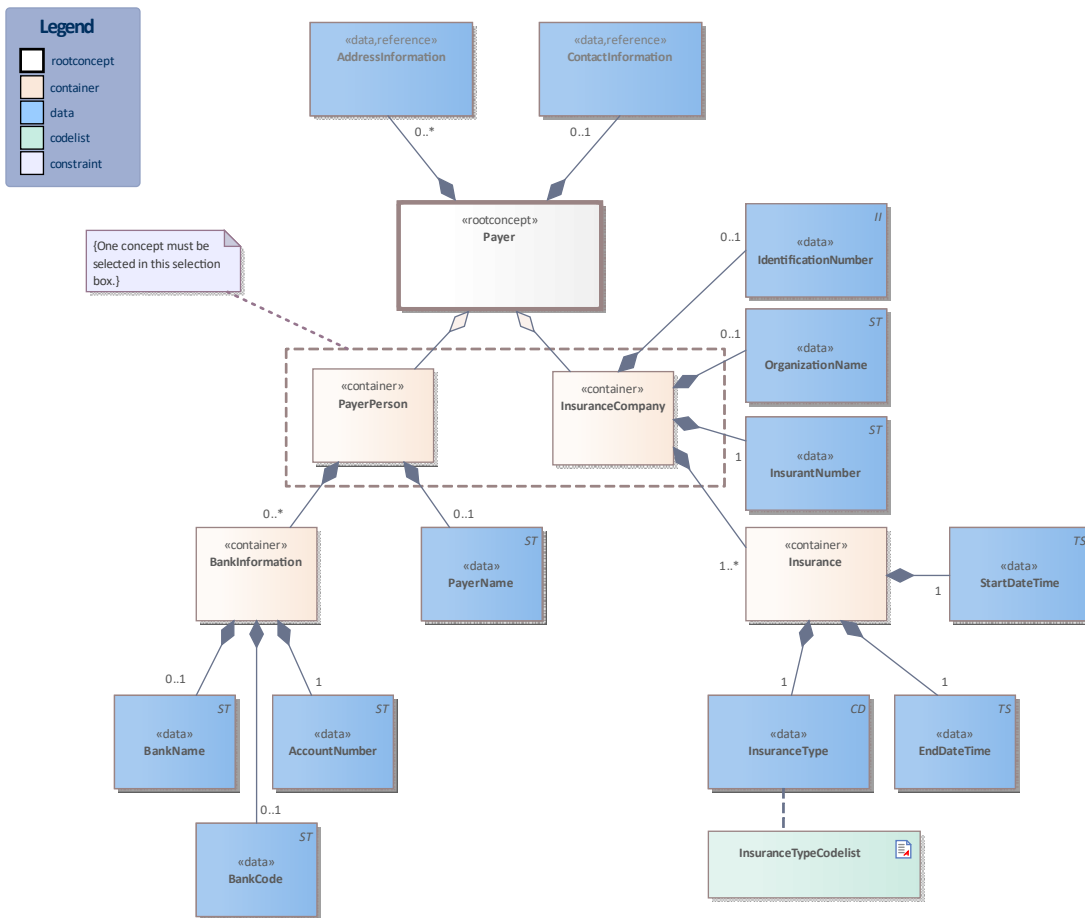 Legend
rootconcept
container
data
codelist
constraint
«data,reference»
AddressInformation
«data,reference»
ContactInformation
0..*
0..1
«rootconcept»
Payer
{One concept must be
selected in this selection
box.}
II
«data»
IdentificationNumber
0..1
ST
«data»
OrganizationName
0..1
«container»
PayerPerson
«container»
InsuranceCompany
ST
«data»
InsurantNumber
1
0..*
0..1
1..*
«container»
BankInformation
ST
«data»
PayerName
«container»
Insurance
TS
«data»
StartDateTime
1
0..1
1
1
1
ST
«data»
BankName
ST
«data»
AccountNumber
CD
«data»
InsuranceType
TS
«data»
EndDateTime
0..1
ST
«data»
BankCode
InsuranceTypeCodelist